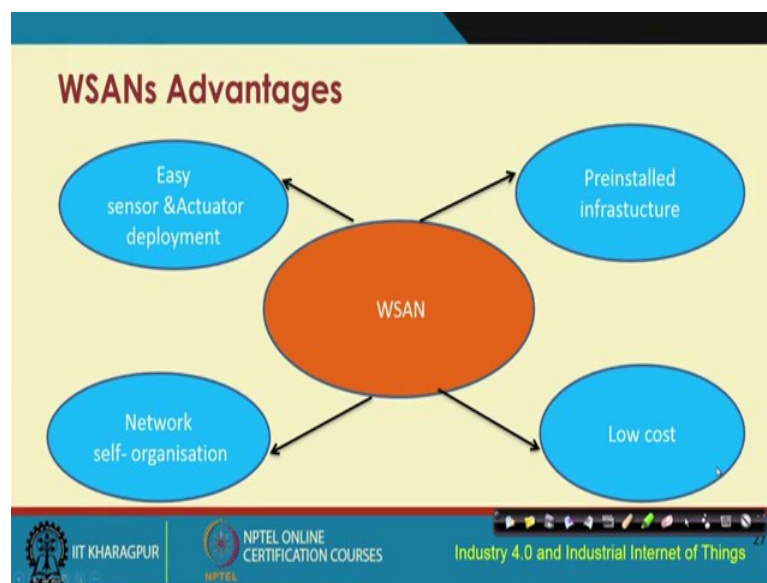 WSANs Advantages
Easy
sensor &Actuator
deployment
Preinstalled
infrastucture
WSAN
Network
self- organisation
Low cost
IIT KHARAGPUR
NPTEL
NPTEL ONLINE
CERTIFICATION COURSES
Industry 4.0 and Industrial Internet of Things
27